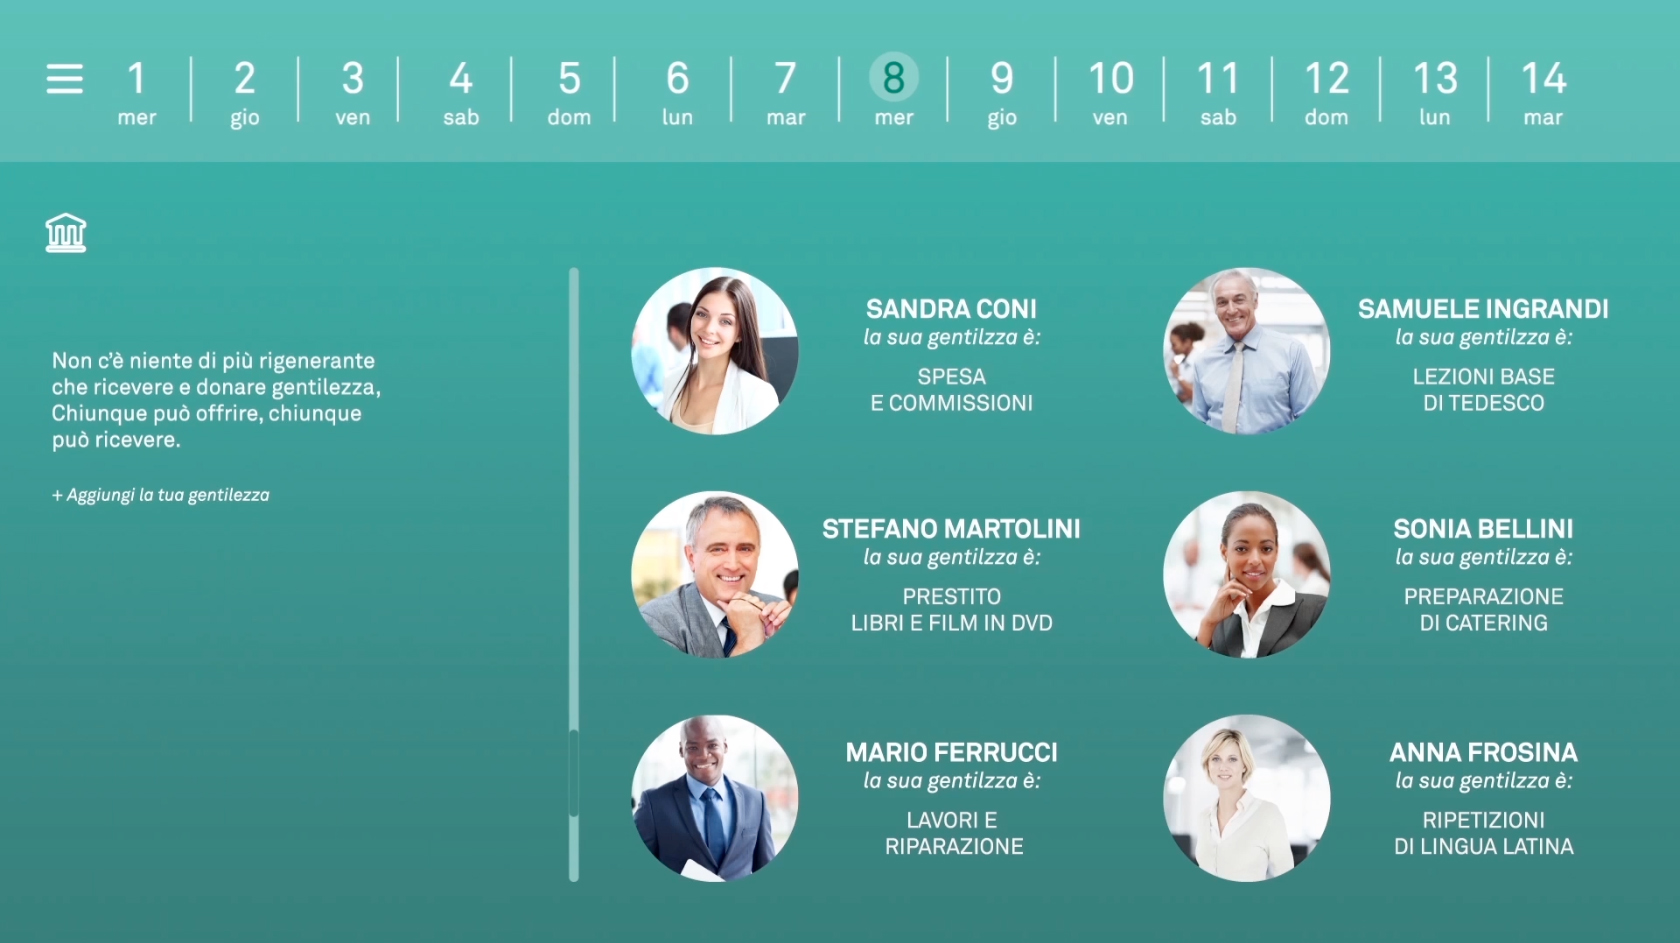 1 2 3 4 5 6 7 8 9 10 11 12 13 14
mer gio ven sab dom lun mar mer gio ven sab dom lun mar
Non c'è niente di più rigenerante
che ricevere e donare gentilezza,
Chiunque può offrire, chiunque
può ricevere.
+ Aggiungi la tua gentilezza
SANDRA CONI
la sua gentilzza è:
SPESA
E COMMISSIONI
SAMUELE INGRANDI
la sua gentilzza è:
LEZIONI BASE
DI TEDESCO
STEFANO MARTOLINI
la sua gentilzza è:
PRESTITO
LIBRI E FILM IN DVD
SONIA BELLINI
la sua gentilzza è:
PREPARAZIONE
DI CATERING
MARIO FERRUCCI
la sua gentilzza è:
LAVORI E
RIPARAZIONE
ANNA FROSINA
la sua gentilzza è:
RIPETIZIONI
DI LINGUA LATINA